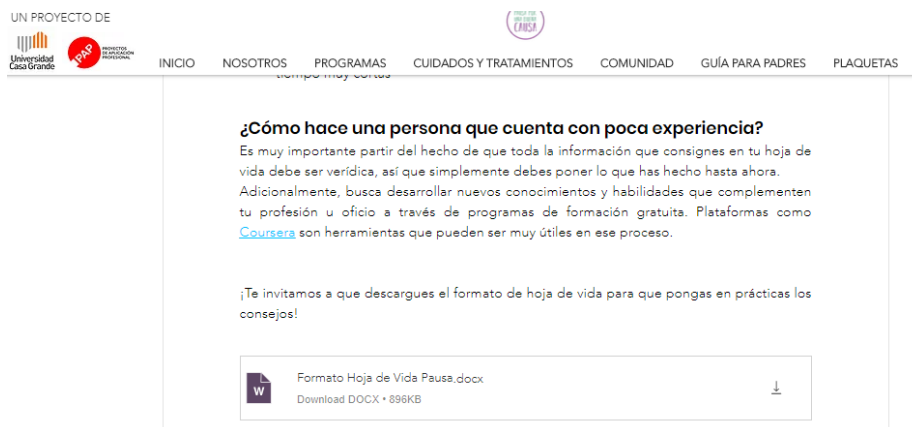 UN PROYECTO DE
CAUSA
Universidad
Casa Grande
PAP
PROYECTOS
DE APLICACIÓN
PROFESIONAL
INICIO NOSOTROS PROGRAMAS CUIDADOS Y TRATAMIENTOS COMUNIDAD GUÍA PARA PADRES PLAQUETAS
tiempo muy cortas
¿Cómo hace una persona que cuenta con poca experiencia?
Es muy importante partir del hecho de que toda la información que consignes en tu hoja de
vida debe ser verídica, así que simplemente debes poner lo que has hecho hasta ahora.
Adicionalmente, busca desarrollar nuevos conocimientos y habilidades que complementen
tu profesión u oficio a través de programas de formación gratuita. Plataformas como
Coursera son herramientas que pueden ser muy útiles en ese proceso.
¡Te invitamos a que descargues el formato de hoja de vida para que pongas en prácticas los
consejos!
W
Formato Hoja de Vida Pausa.docx
Download DOCX • 896KB